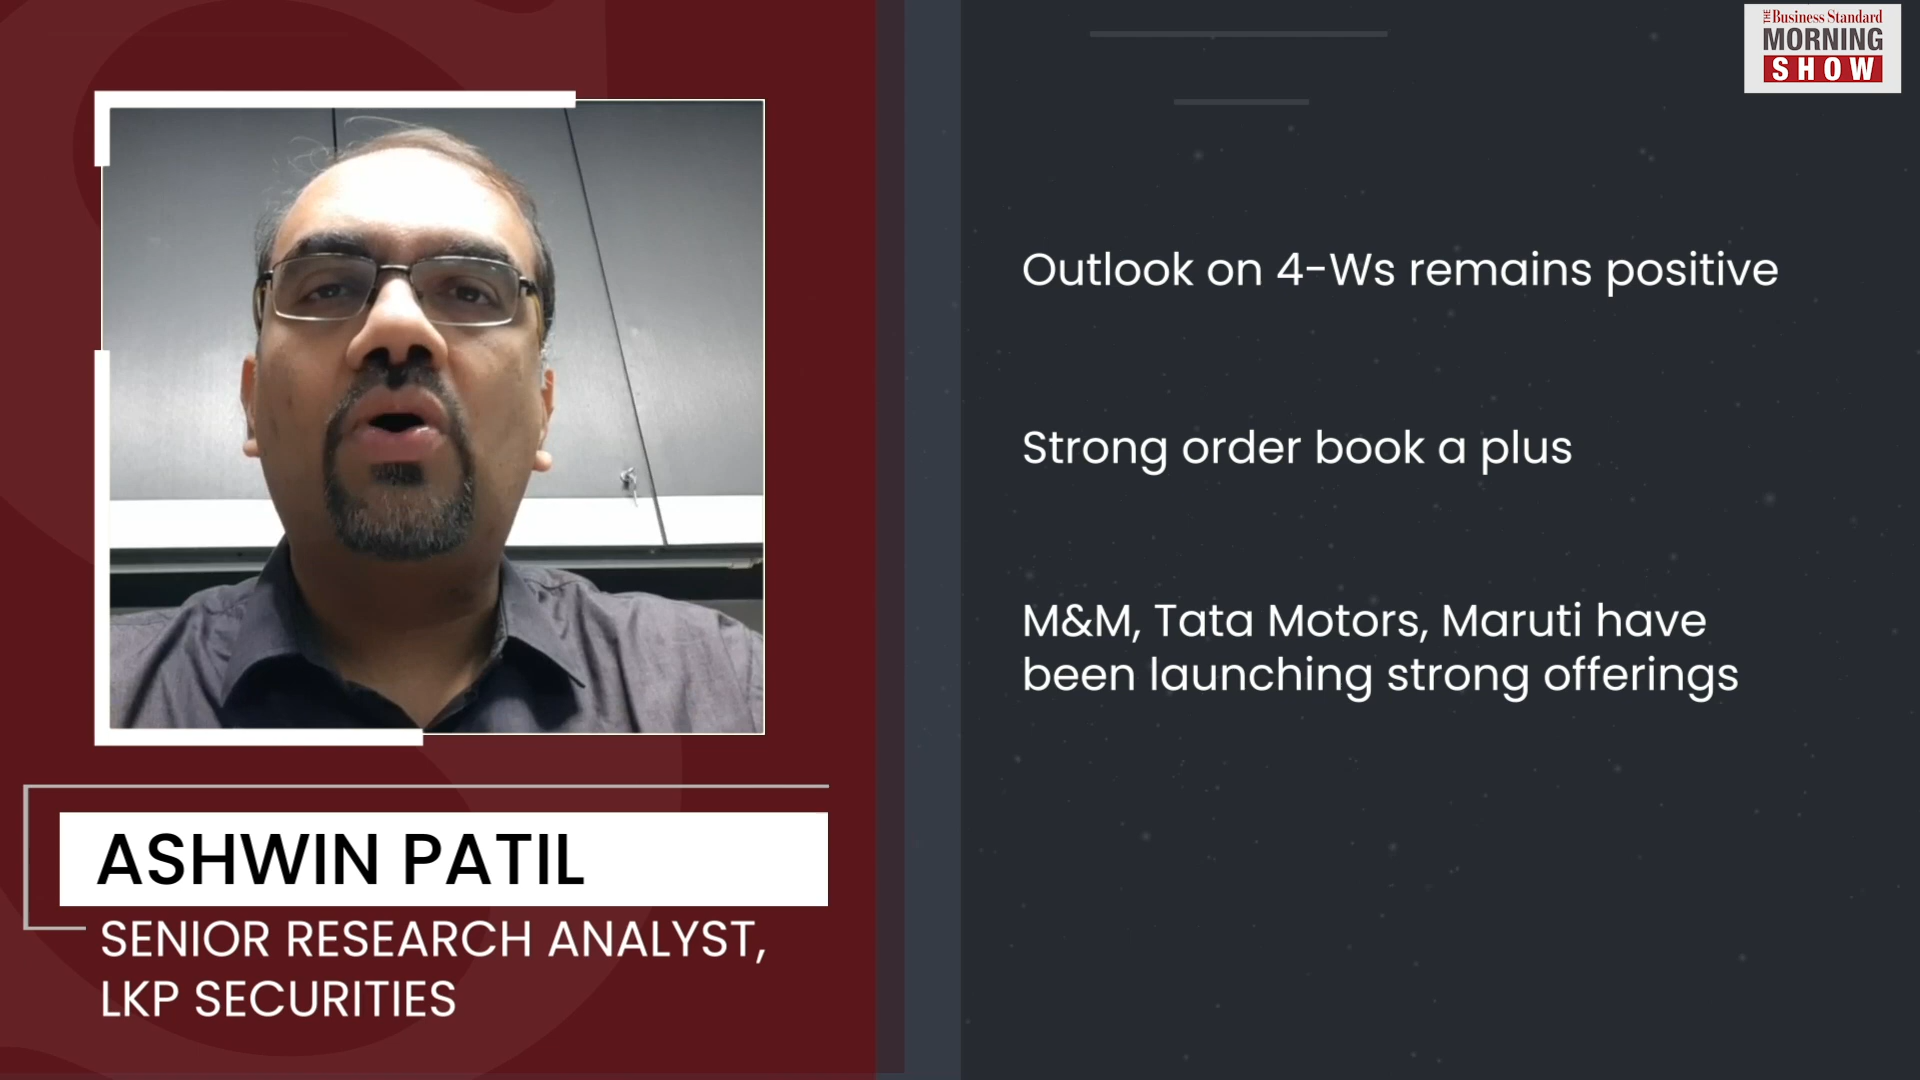 THE Business Standard
MORNING
SHOW
Outlook on 4-Ws remains positive
Strong order book a plus
M&M, Tata Motors, Maruti have
been launching strong offerings
ASHWIN PATIL
SENIOR RESEARCH ANALYST,
LKP SECURITIES